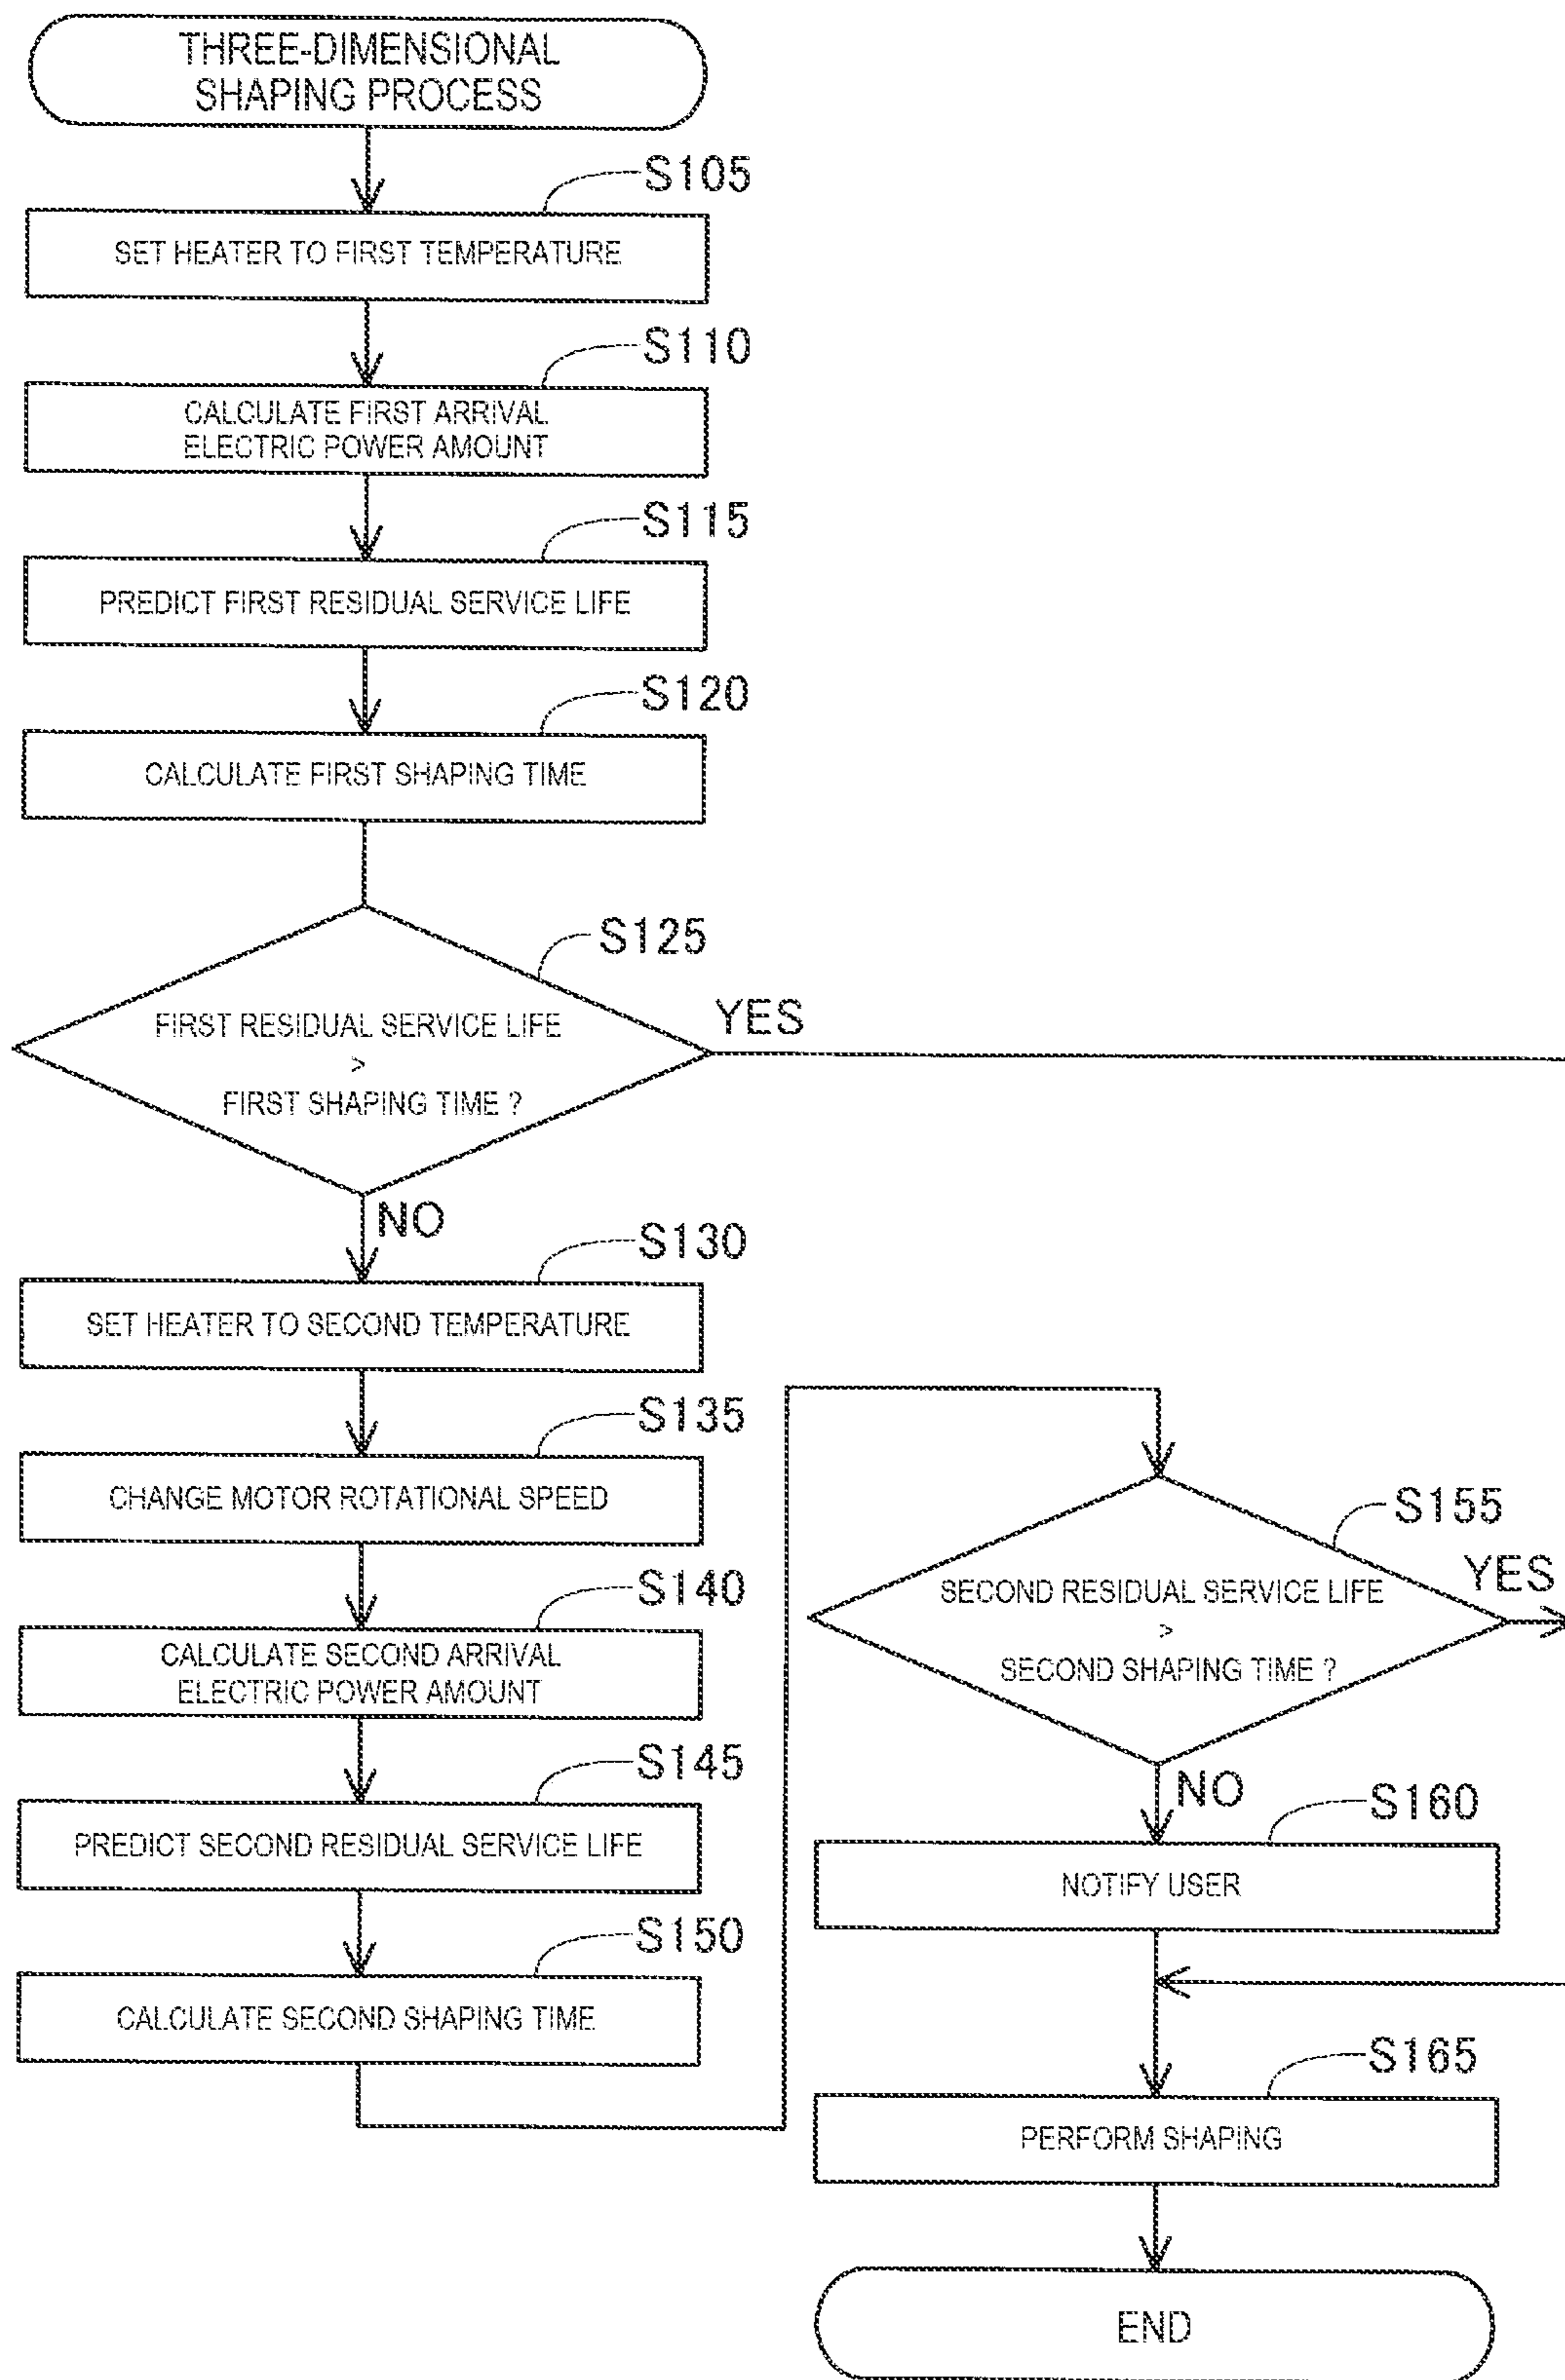 THREE-DIMENSIONAL
SHAPING PROCESS
S105
SET HEATER TO FIRST TEMPERATURE
S110
CALCULATE FIRST ARRIVAL
ELECTRIC POWER AMOUNT
S115
PREDICT FIRST RESIDUAL SERVICE LIFE
S120
CALCULATE FIRST SHAPING TIME
S125
FIRST RESIDUAL SERVICE LIFE
>
FIRST SHAPING TIME ?
YES
NO
S130
SET HEATER TO SECOND TEMPERATURE
S135
CHANGE MOTOR ROTATIONAL SPEED
S140
CALCULATE SECOND ARRIVAL
ELECTRIC POWER AMOUNT
S145
PREDICT SECOND RESIDUAL SERVICE LIFE
S150
CALCULATE SECOND SHAPING TIME
S155
SECOND RESIDUAL SERVICE LIFE
>
SECOND SHAPING TIME ?
YES
NO
S160
NOTIFY USER
S165
PERFORM SHAPING
END